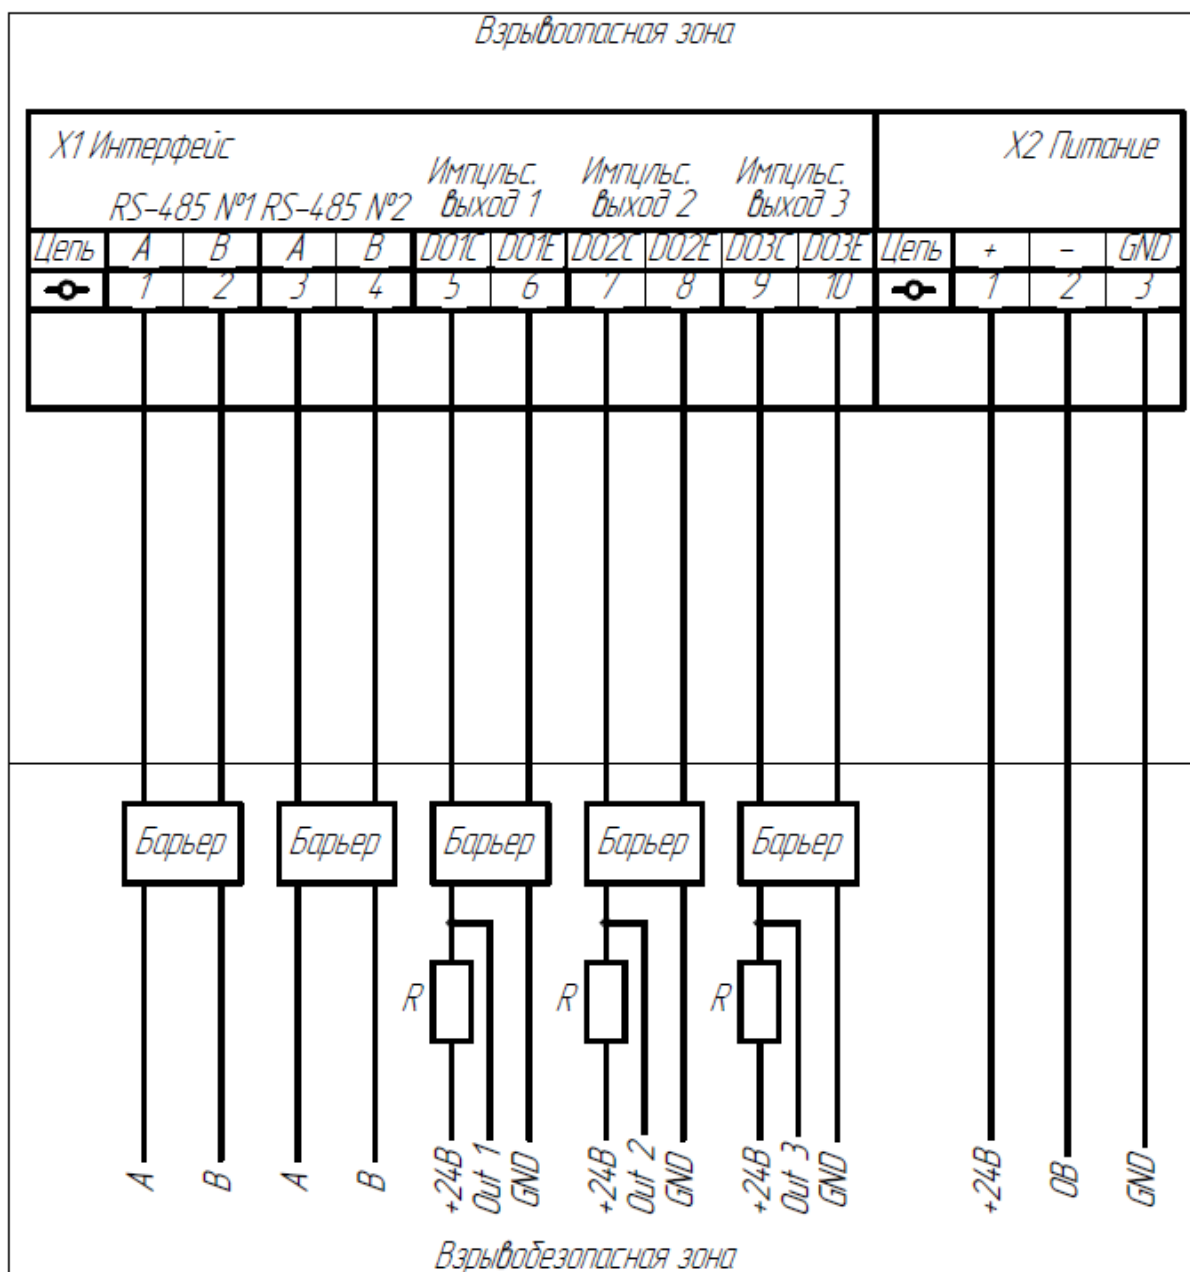 Взрывоопасная зона
X1 Интерфейс
X2 Питание
Импульс. Импульс. Импульс.
RS-485 №1 RS-485 №2 выход 1 выход 2 выход 3
Цепь A B A B DO1C DO1E DO2C DO2E DO3C DO3E Цепь + - GND
1 2 3 4 5 6 7 8 9 10 1 2 3
Барьер Барьер Барьер Барьер Барьер
R R R
A B A B +24В Out 1 GND +24В Out 2 GND +24В Out 3 GND +24В 0В GND
Взрывобезопасная зона